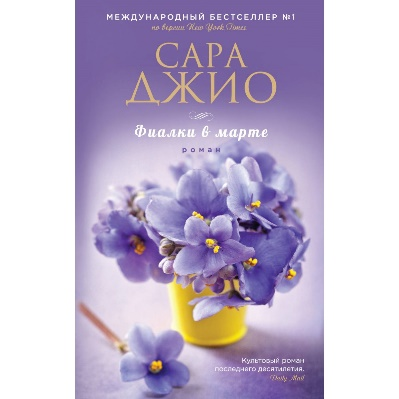 МЕЖДУНАРОДНЫЙ БЕСТСЕЛЛЕР №1
по версии New York Times
САРА
ДЖИО
Фиалки в марте
роман
Культовый роман
последнего десятилетия.
Daily Mail